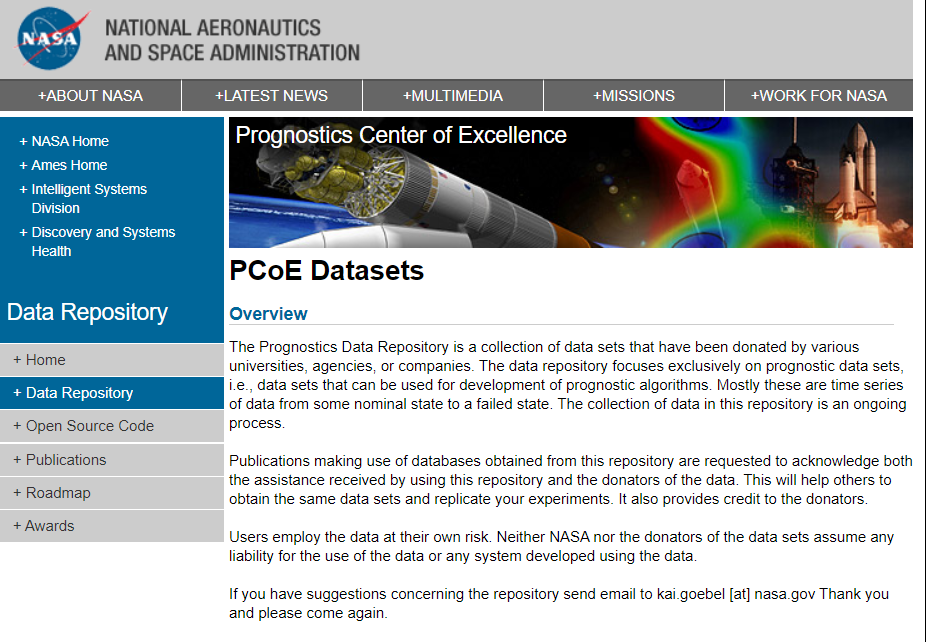 NASA
NATIONAL AERONAUTICS
AND SPACE ADMINISTRATION
+ABOUT NASA
+LATEST NEWS
+MULTIMEDIA
+MISSIONS
+WORK FOR NASA
+ NASA Home
+ Ames Home
+ Intelligent Systems
Division
+ Discovery and Systems
Health
Data Repository
+ Home
+ Data Repository
+ Open Source Code
+ Publications
+ Roadmap
+ Awards
Prognostics Center of Excellence
PCoE Datasets
Overview
The Prognostics Data Repository is a collection of data sets that have been donated by various
universities, agencies, or companies. The data repository focuses exclusively on prognostic data sets,
i.e., data sets that can be used for development of prognostic algorithms. Mostly these are time series
of data from some nominal state to a failed state. The collection of data in this repository is an ongoing
process.
Publications making use of databases obtained from this repository are requested to acknowledge both
the assistance received by using this repository and the donators of the data. This will help others to
obtain the same data sets and replicate your experiments. It also provides credit to the donators.
Users employ the data at their own risk. Neither NASA nor the donators of the data sets assume any
liability for the use of the data or any system developed using the data.
If you have suggestions concerning the repository send email to kai.goebel [at] nasa.gov Thank you
and please come again.